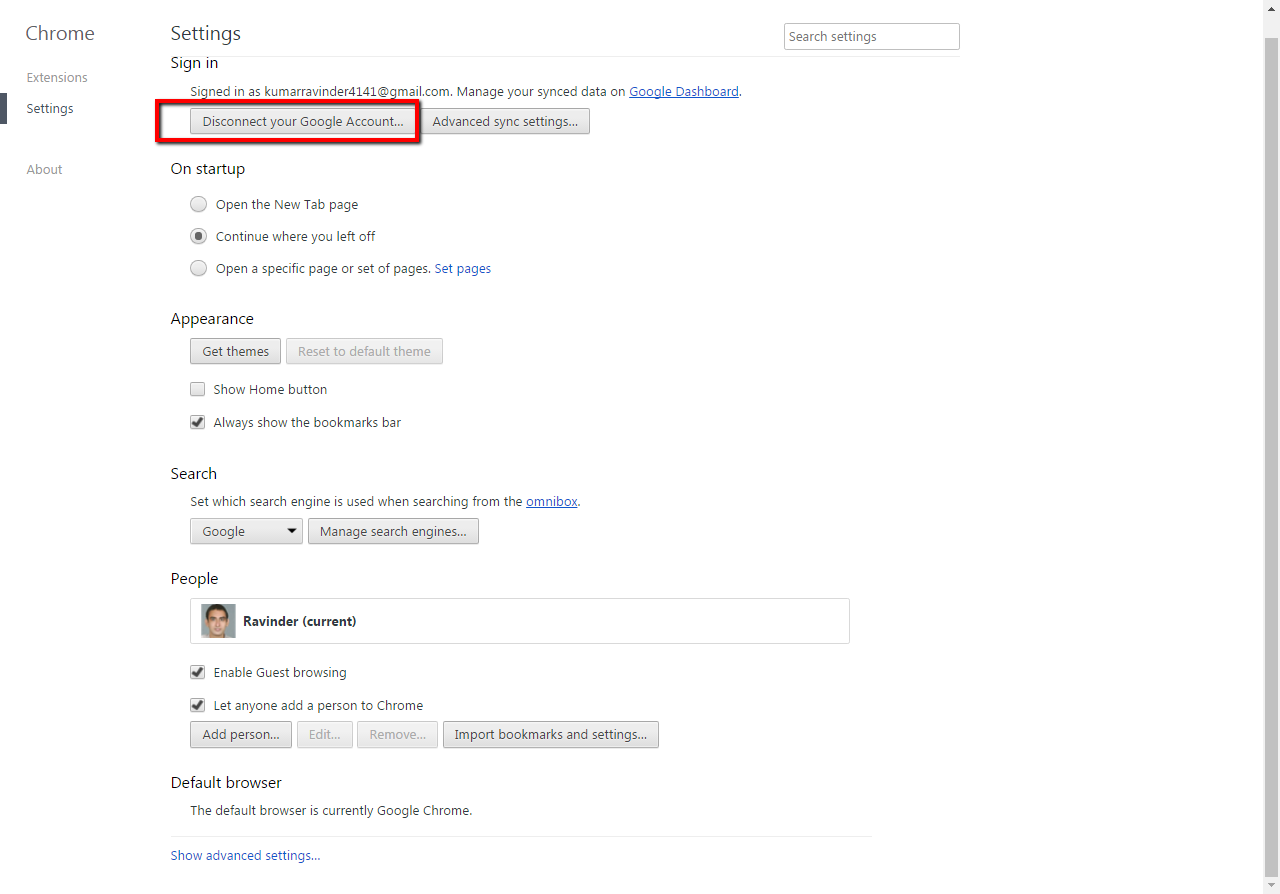 Chrome
Settings
Search settings
Sign in
Extensions
Signed in as kumarravinder4141@gmail.com. Manage your synced data on Google Dashboard.
Settings
Disconnect your Google Account... Advanced sync settings...
About
On startup
Open the New Tab page
Continue where you left off
Open a specific page or set of pages. Set pages
Appearance
Get themes Reset to default theme
Show Home button
Always show the bookmarks bar
Search
Set which search engine is used when searching from the omnibox.
Google Manage search engines...
People
Ravinder (current)
Enable Guest browsing
Let anyone add a person to Chrome
Add person... Edit... Remove... Import bookmarks and settings...
Default browser
The default browser is currently Google Chrome.
Show advanced settings...